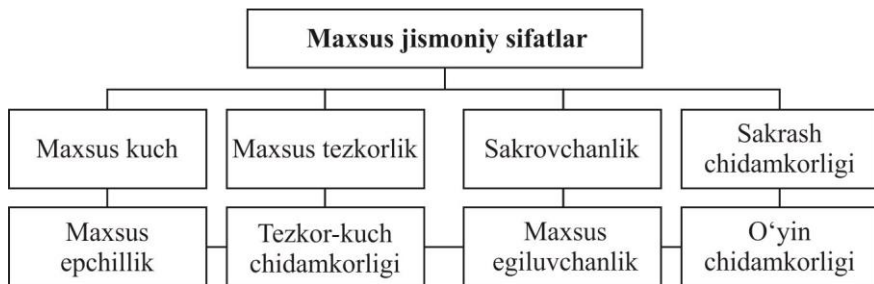 Maxsus jismoniy sifatlar
Maxsus kuch
Maxsus tezkorlik
Sakrovchanlik
Sakrash
chidamkorligi
Maxsus
epchillik
Tezkor-kuch
chidamkorligi
Maxsus
egiluvchanlik
O‘yin
chidamkorligi